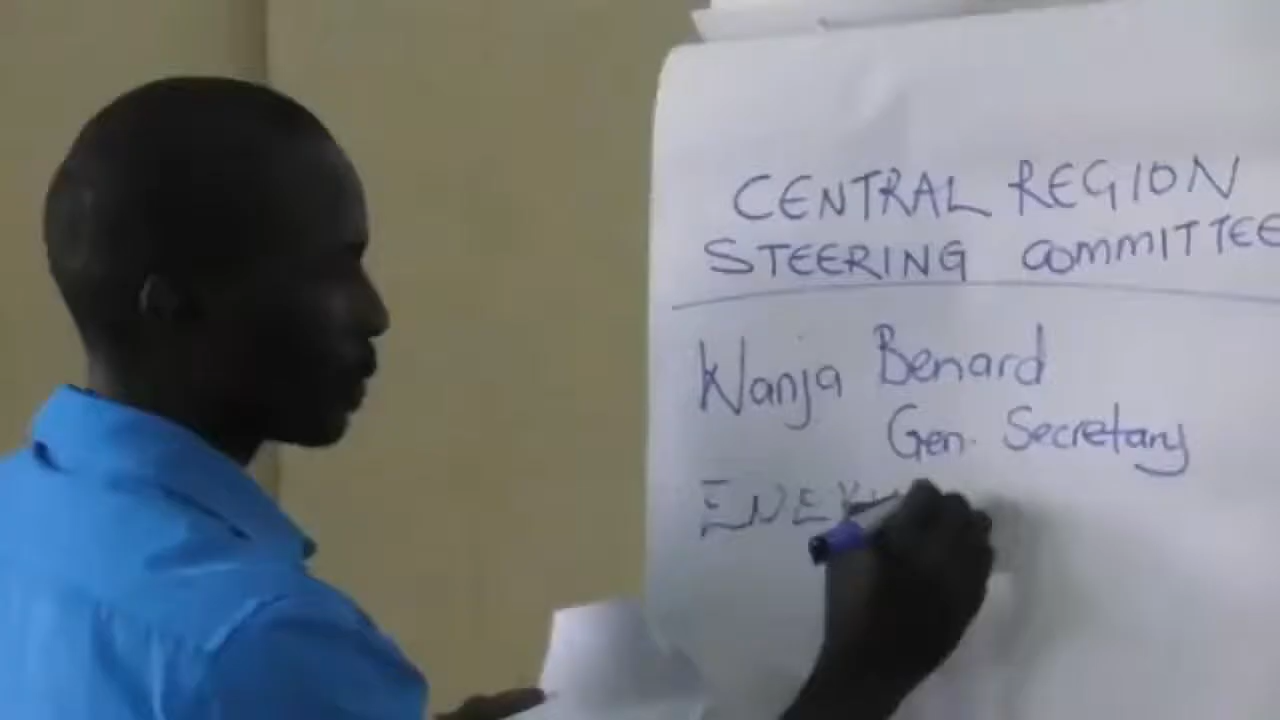 CENTRAL REGION
STEERING COMMITTEE
Wanja Benard
Gen. Secretary